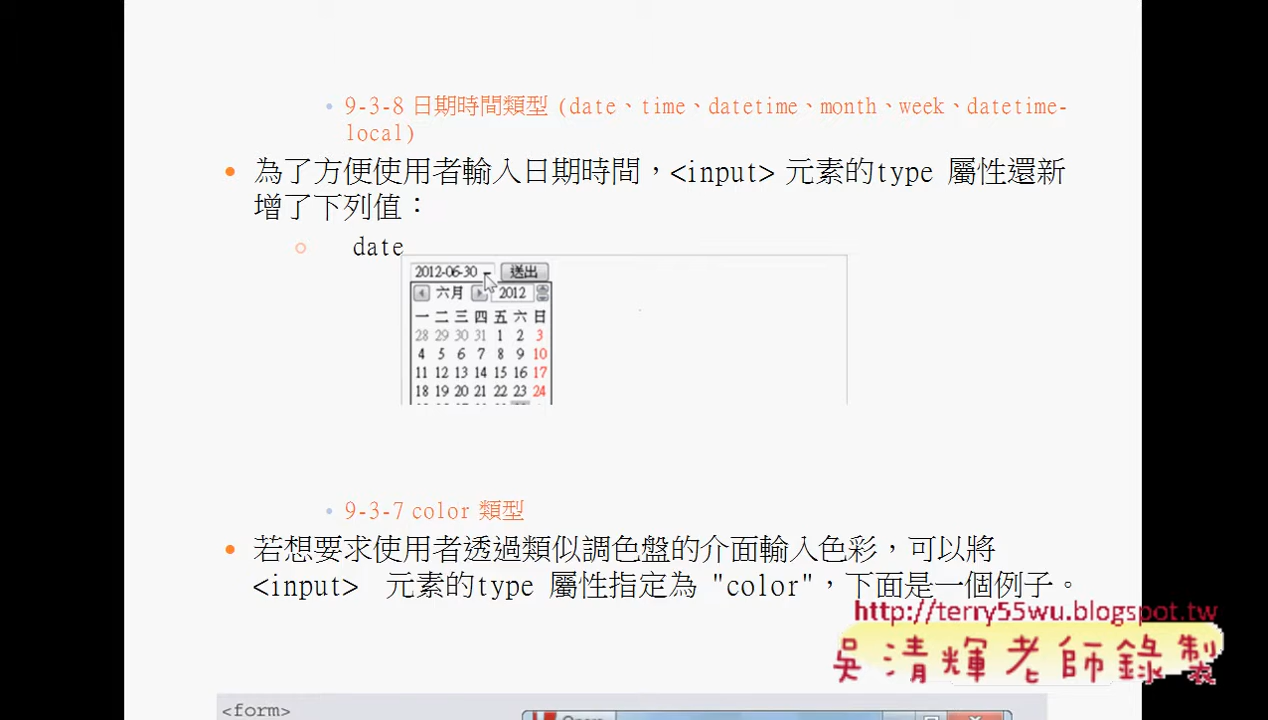 9-3-8 日期時間類型 (date、time、datetime、month、week、datetime-
local)
為了方便使用者輸入日期時間，<input> 元素的type 屬性還新
增了下列值：
date
2012-06-30 送出
六月 2012
一 二 三 四 五 六 日
28 29 30 31 1 2 3
4 5 6 7 8 9 10
11 12 13 14 15 16 17
18 19 20 21 22 23 24
9-3-7 color 類型
若想要求使用者透過類似調色盤的介面輸入色彩，可以將
<input> 元素的type 屬性指定為 "color"，下面是一個例子。
http://terry55wu.blogspot.tw
吳清輝老師錄製
<form>